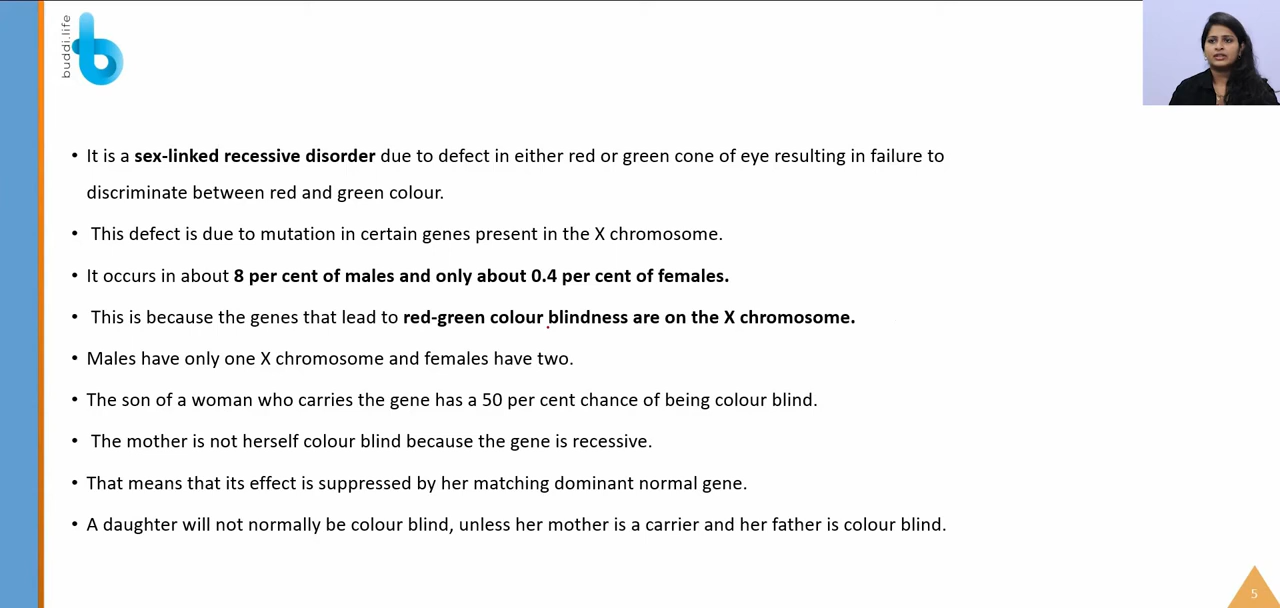 buddi.life
• It is a sex-linked recessive disorder due to defect in either red or green cone of eye resulting in failure to
discriminate between red and green colour.
• This defect is due to mutation in certain genes present in the X chromosome.
• It occurs in about 8 per cent of males and only about 0.4 per cent of females.
• This is because the genes that lead to red-green colour blindness are on the X chromosome.
• Males have only one X chromosome and females have two.
• The son of a woman who carries the gene has a 50 per cent chance of being colour blind.
• The mother is not herself colour blind because the gene is recessive.
• That means that its effect is suppressed by her matching dominant normal gene.
• A daughter will not normally be colour blind, unless her mother is a carrier and her father is colour blind.
5